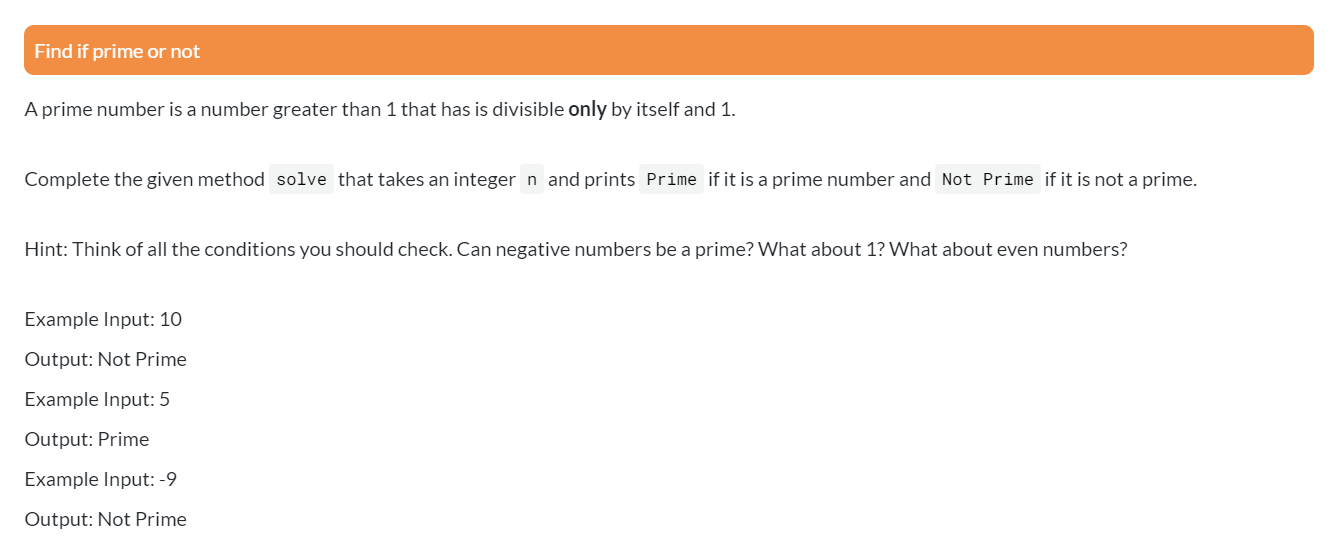 Find if prime or not
A prime number is a number greater than 1 that has is divisible only by itself and 1.
Complete the given method solve that takes an integer n and prints Prime if it is a prime number and Not Prime if it is not a prime.
Hint: Think of all the conditions you should check. Can negative numbers be a prime? What about 1? What about even numbers?
Example Input: 10
Output: Not Prime
Example Input: 5
Output: Prime
Example Input: -9
Output: Not Prime